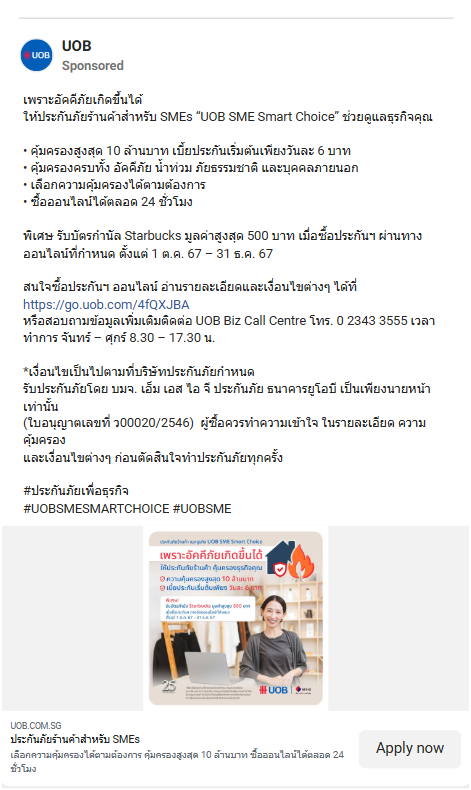 UOB
Sponsored
เพราะอัคคีภัยเกิดขึ้นได้
ให้ประกันภัยร้านค้าสำหรับ SMEs “UOB SME Smart Choice” ช่วยดูแลธุรกิจคุณ
• คุ้มครองสูงสุด 10 ล้านบาท เบี้ยประกันเริ่มต้นเพียงวันละ 6 บาท
• คุ้มครองครบทั้ง อัคคีภัย น้ำท่วม ภัยธรรมชาติ และบุคคลภายนอก
• เลือกความคุ้มครองได้ตามต้องการ
• ซื้อออนไลน์ได้ตลอด 24 ชั่วโมง
พิเศษ รับบัตรกำนัล Starbucks มูลค่าสูงสุด 500 บาท เมื่อซื้อประกันฯ ผ่านทาง
ออนไลน์ที่กำหนด ตั้งแต่ 1 ต.ค. 67 – 31 ธ.ค. 67
สนใจซื้อประกันฯ ออนไลน์ อ่านรายละเอียดและเงื่อนไขต่างๆ ได้ที่
https://go.uob.com/4fQXJBA
หรือสอบถามข้อมูลเพิ่มเติมติดต่อ UOB Biz Call Centre โทร. 0 2343 3555 เวลา
ทำการ จันทร์ – ศุกร์ 8.30 – 17.30 น.
*เงื่อนไขเป็นไปตามที่บริษัทประกันภัยกำหนด
รับประกันภัยโดย บมจ. เอ็ม เอส ไอ จี ประกันภัย ธนาคารยูโอบี เป็นเพียงนายหน้า
เท่านั้น
(ใบอนุญาตเลขที่ ว00020/2546) ผู้ซื้อควรทำความเข้าใจ ในรายละเอียด ความ
คุ้มครอง
และเงื่อนไขต่างๆ ก่อนตัดสินใจทำประกันภัยทุกครั้ง
#ประกันภัยเพื่อธุรกิจ
#UOBSMESMARTCHOICE #UOBSME
ประกันภัยร้านค้า และธุรกิจ UOB SME Smart Choice
เพราะอัคคีภัยเกิดขึ้นได้
ให้ประกันภัยร้านค้า คุ้มครองธุรกิจคุณ
ความคุ้มครองสูงสุด 10 ล้านบาท
เบี้ยประกันเริ่มต้นเพียง วันละ 6 บาท
พิเศษ!
รับบัตรกำนัล Starbucks มูลค่าสูงสุด 500 บาท
25
UOB
UOB.COM.SG
ประกันภัยร้านค้าสำหรับ SMEs
เลือกความคุ้มครองได้ตามต้องการ คุ้มครองสูงสุด 10 ล้านบาท ซื้อออนไลน์ได้ตลอด 24
ชั่วโมง
Apply now